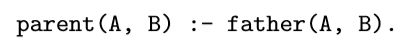 parent(A, B) :- father(A, B).